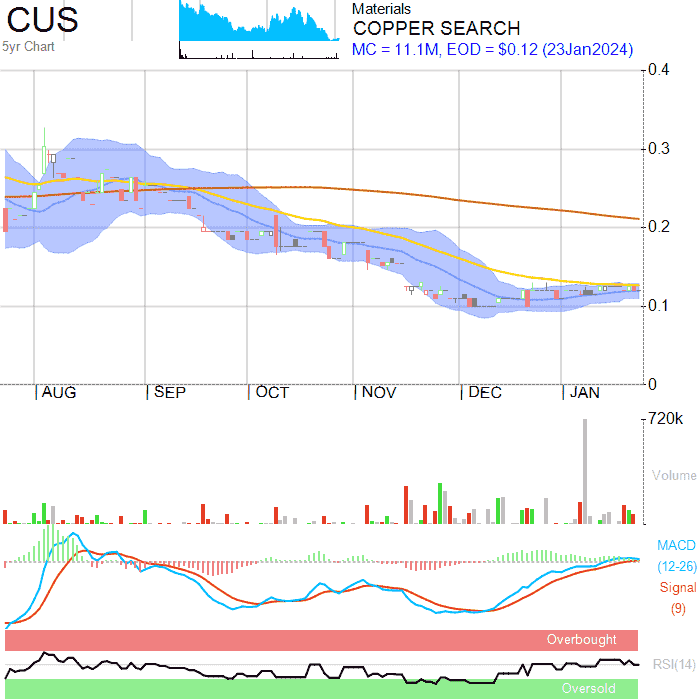 CUS
5yr Chart
Materials
COPPER SEARCH
MC = 11.1M, EOD = $0.12 (23Jan2024)
0.4
0.3
0.2
0.1
0
AUG SEP OCT NOV DEC JAN
720k
Volume
MACD
(12-26)
Signal
(9)
Overbought
RSI(14)
Oversold